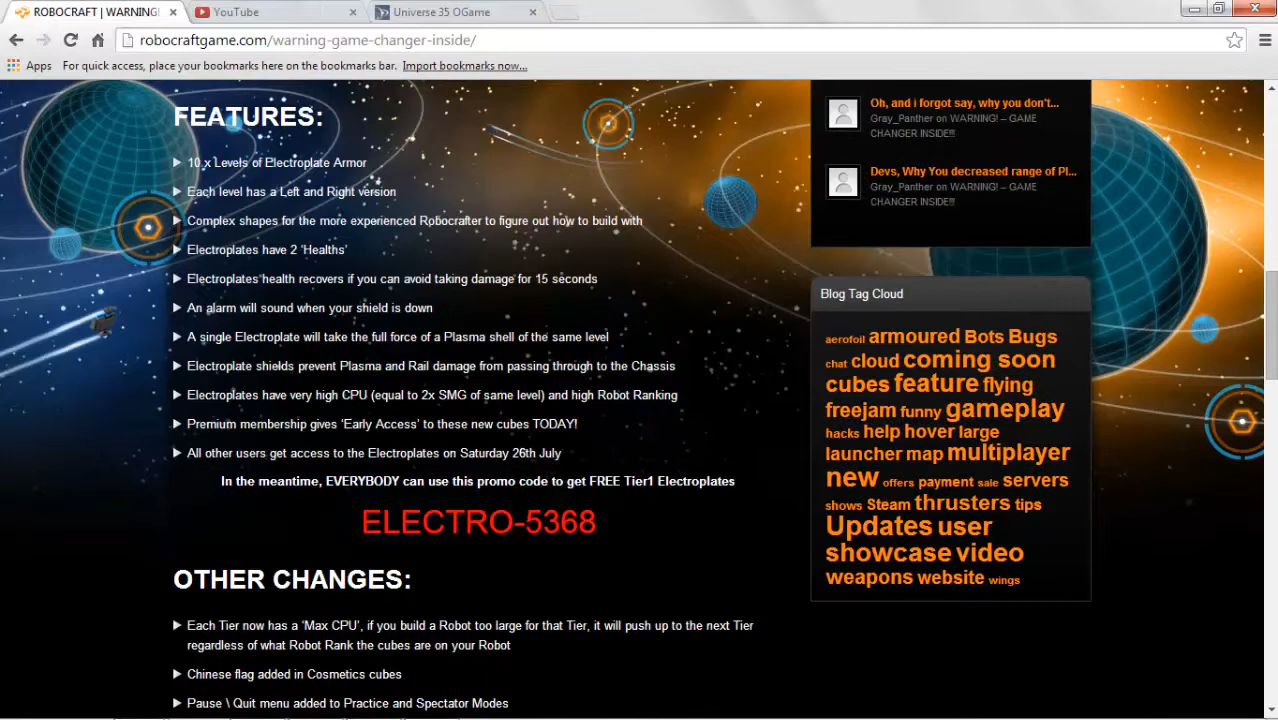 ROBOCRAFT | WARNING!
YouTube
Universe 35 OGame
robocraftgame.com/warning-game-changer-inside/
Apps For quick access, place your bookmarks here on the bookmarks bar. Import bookmarks now...
FEATURES:
10 x Levels of Electroplate Armor
Each level has a Left and Right version
Complex shapes for the more experienced Robocrafter to figure out how to build with
Electroplates have 2 ‘Healths’
Electroplates health recovers if you can avoid taking damage for 15 seconds
An alarm will sound when your shield is down
A single Electroplate will take the full force of a Plasma shell of the same level
Electroplate shields prevent Plasma and Rail damage from passing through to the Chassis
Electroplates have very high CPU (equal to 2x SMG of same level) and high Robot Ranking
Premium membership gives ‘Early Access’ to these new cubes TODAY!
All other users get access to the Electroplates on Saturday 26th July
In the meantime, EVERYBODY can use this promo code to get FREE Tier1 Electroplates
ELECTRO-5368
OTHER CHANGES:
Each Tier now has a ‘Max CPU’, if you build a Robot too large for that Tier, it will push up to the next Tier
regardless of what Robot Rank the cubes are on your Robot
Chinese flag added in Cosmetics cubes
Pause \ Quit menu added to Practice and Spectator Modes
Oh, and i forgot say, why you don't...
Gray_Panther on WARNING! – GAME
CHANGER INSIDE!!!
Devs, Why You decreased range of Pl...
Gray_Panther on WARNING! – GAME
CHANGER INSIDE!!!
Blog Tag Cloud
aerofoil armoured Bots Bugs
chat cloud coming soon
cubes feature flying
freejam funny gameplay
hacks help hover large
launcher map multiplayer
new offers payment sale servers
shows Steam thrusters tips
Updates user
showcase video
weapons website wings